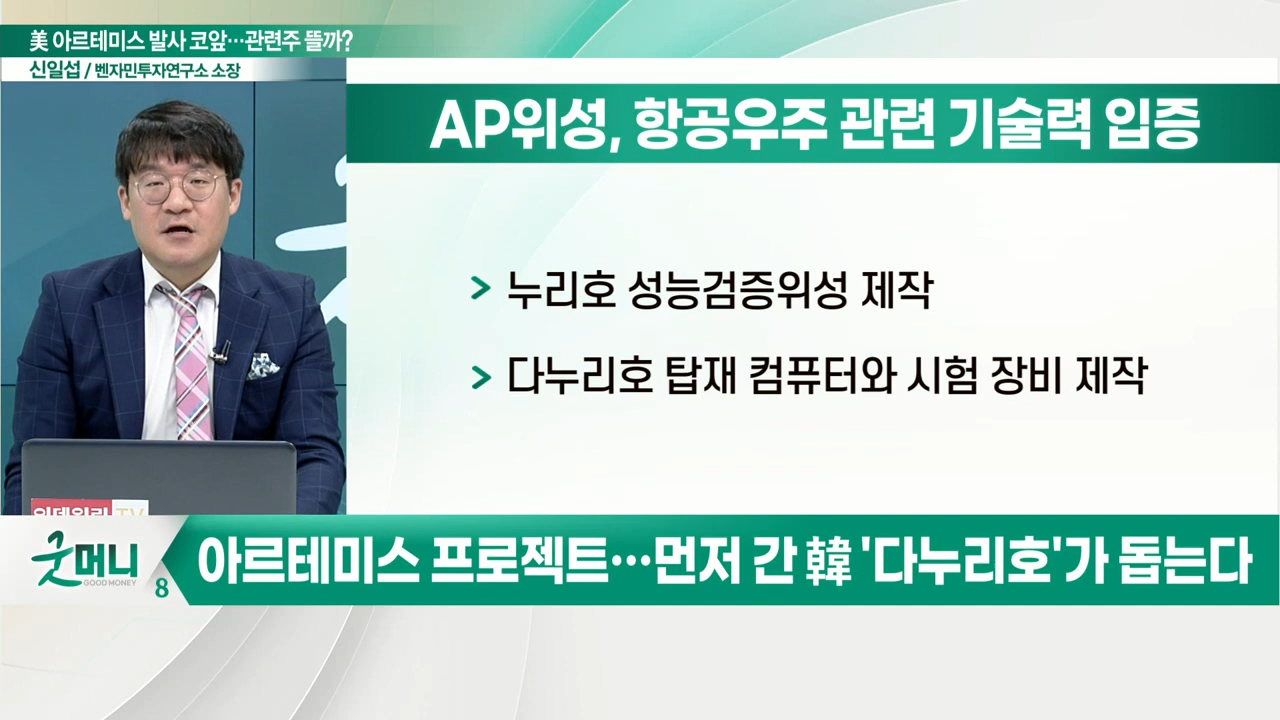 美 아르테미스 발사 코앞…관련주 뜰까?
신일섭 / 벤자민투자연구소 소장
AP위성, 항공우주 관련 기술력 입증
> 누리호 성능검증위성 제작
> 다누리호 탑재 컴퓨터와 시험 장비 제작
이데일리 TV
굿머니
GOOD MONEY
8
아르테미스 프로젝트…먼저 간 韓 '다누리호'가 돕는다